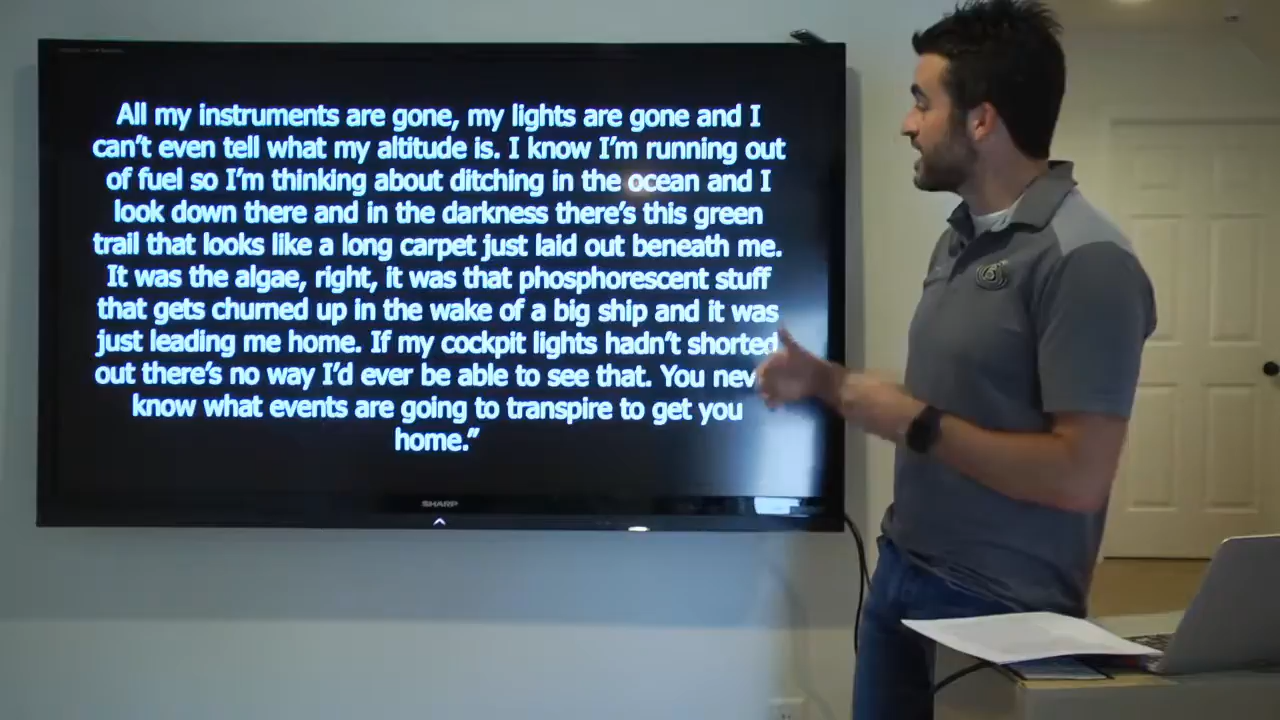 All my instruments are gone, my lights are gone and I
can't even tell what my altitude is. I know I'm running out
of fuel so I'm thinking about ditching in the ocean and I
look down there and in the darkness there's this green
trail that looks like a long carpet just laid out beneath me.
It was the algae, right, it was that phosphorescent stuff
that gets churned up in the wake of a big ship and it was
just leading me home. If my cockpit lights hadn't shorted
out there's no way I'd ever be able to see that. You
know what events are going to transpire to get you
home."
SHARP